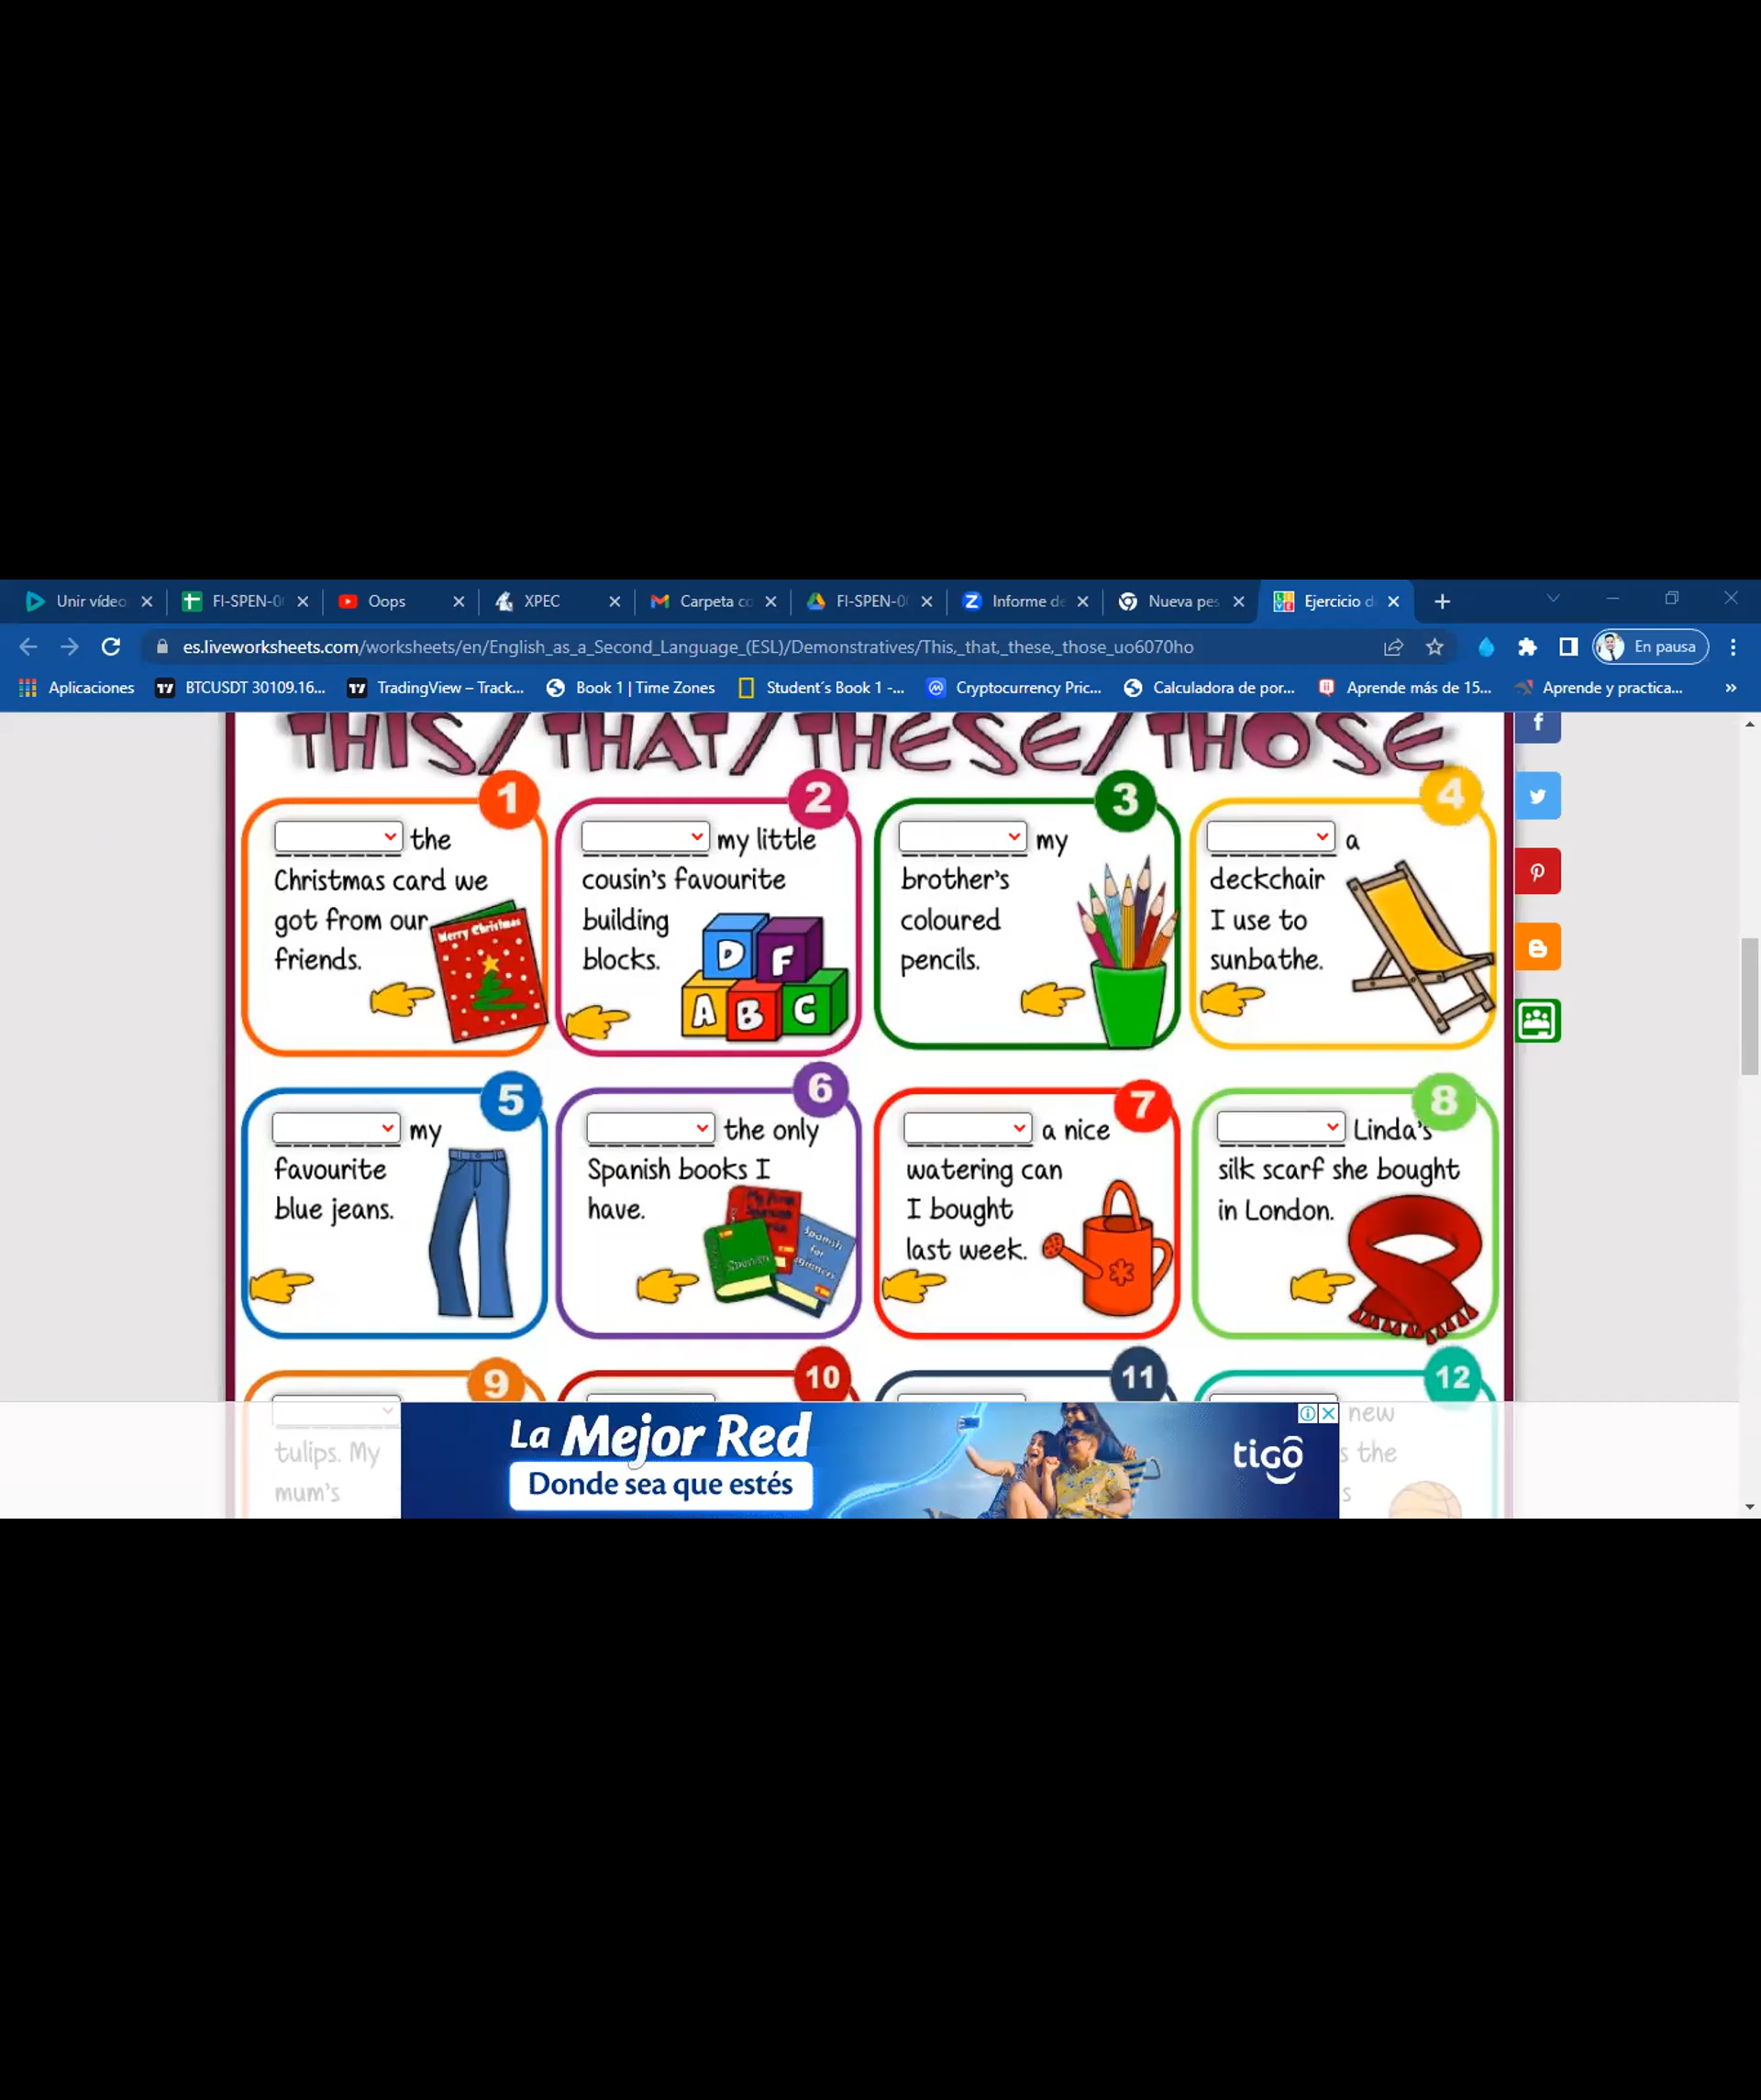 Unir vídeo
FI-SPEN-0
Oops
XPEC
Carpeta co
FI-SPEN-0
Informe de
Nueva pes
Ejercicio d
es.liveworksheets.com/worksheets/en/English_as_a_Second_Language_(ESL)/Demonstratives/This,_that,_these,_those_uo6070ho
En pausa
Aplicaciones
BTCUSDT 30109.16...
TradingView – Track...
Book 1 | Time Zones
Student´s Book 1 -...
Cryptocurrency Pric...
Calculadora de por...
Aprende más de 15...
Aprende y practica...
THIS/THAT/THESE/THOSE
1
the
Christmas card we
got from our
friends.
Merry Christmas
2
my little
cousin's favourite
building
blocks.
D F
A B C
3
my
brother's
coloured
pencils.
4
a
deckchair
I use to
sunbathe.
5
my
favourite
blue jeans.
6
the only
Spanish books I
have.
Spanish
Spanish
for
7
a nice
watering can
I bought
last week.
8
Linda's
silk scarf she bought
in London.
9
tulips. My
mum's
10
11
12
new
s the
s
La Mejor Red
Donde sea que estés
tigo